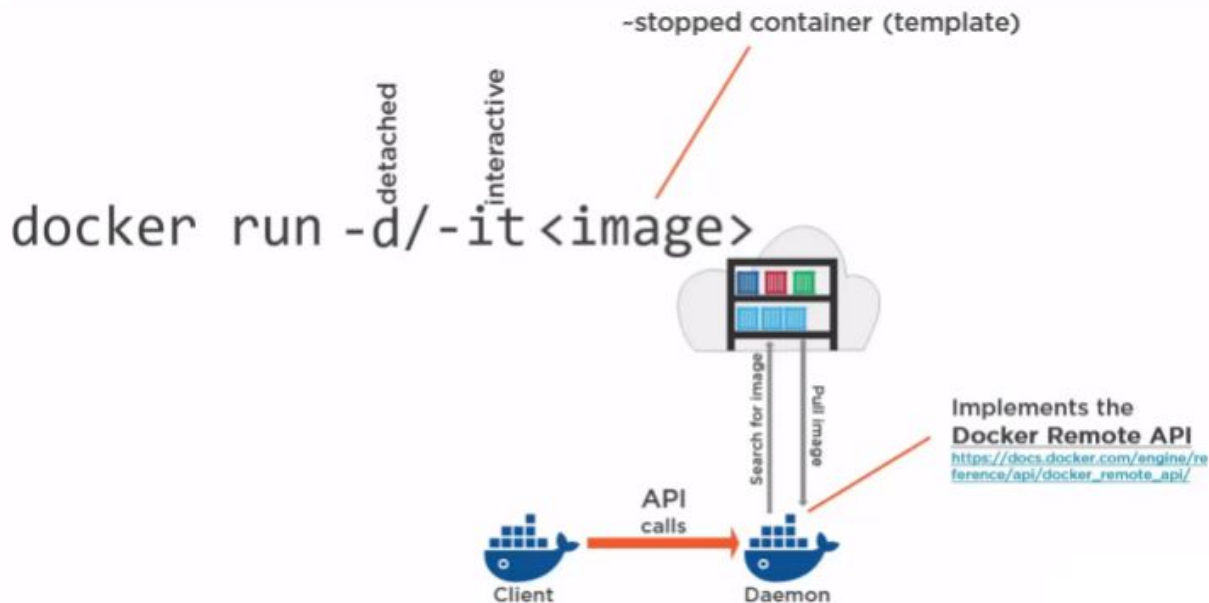 ~stopped container (template)
detached
interactive
docker run -d/-it <image>
Search for image
Pull image
Implements the
Docker Remote API
https://docs.docker.com/engine/re
ference/api/docker_remote_api/
API
calls
Client
Daemon